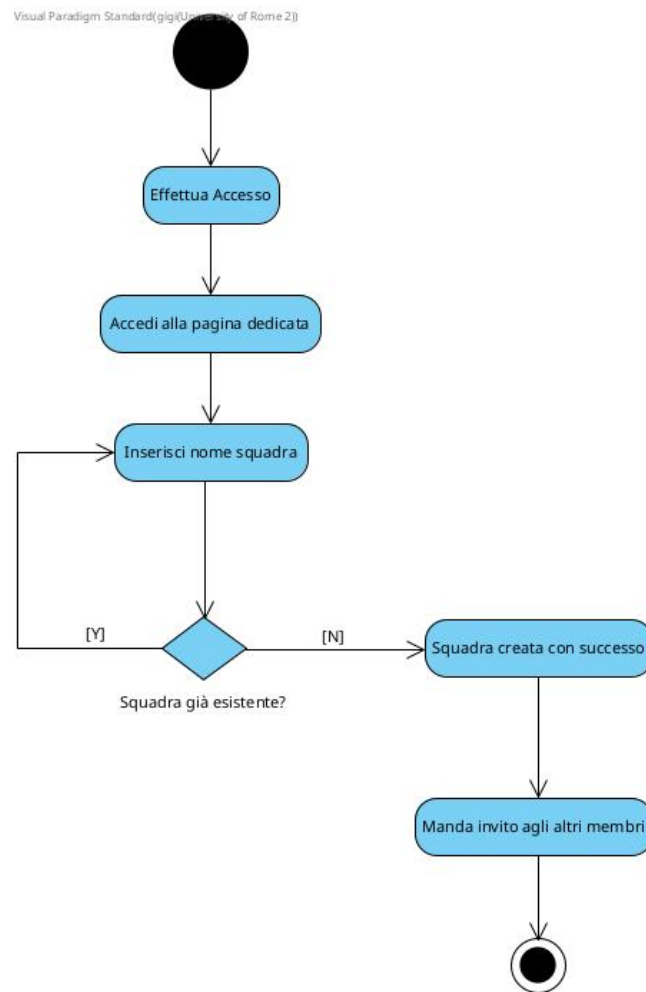 Visual Paradigm Standard(gigi(University of Rome 2))
Effettua Accesso
Accedi alla pagina dedicata
Inserisci nome squadra
[Y]
[N]
Squadra creata con successo
Squadra già esistente?
Manda invito agli altri membri